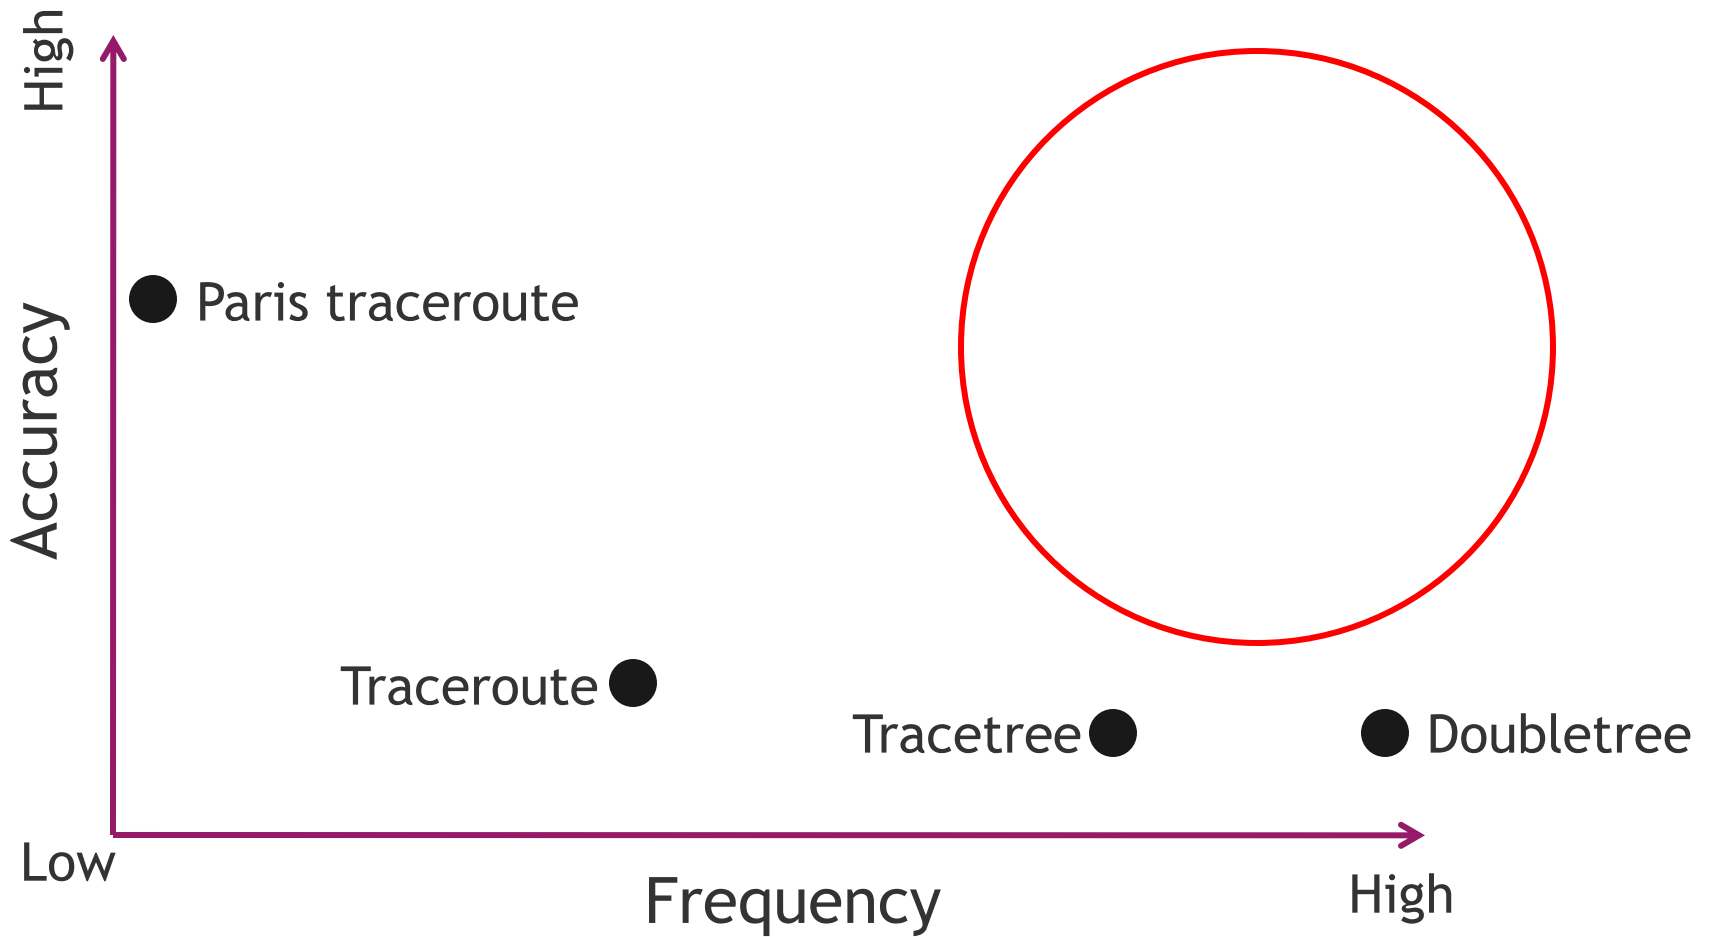 High
Accuracy
Paris traceroute
Traceroute
Tracetree
Doubletree
Low
Frequency
High